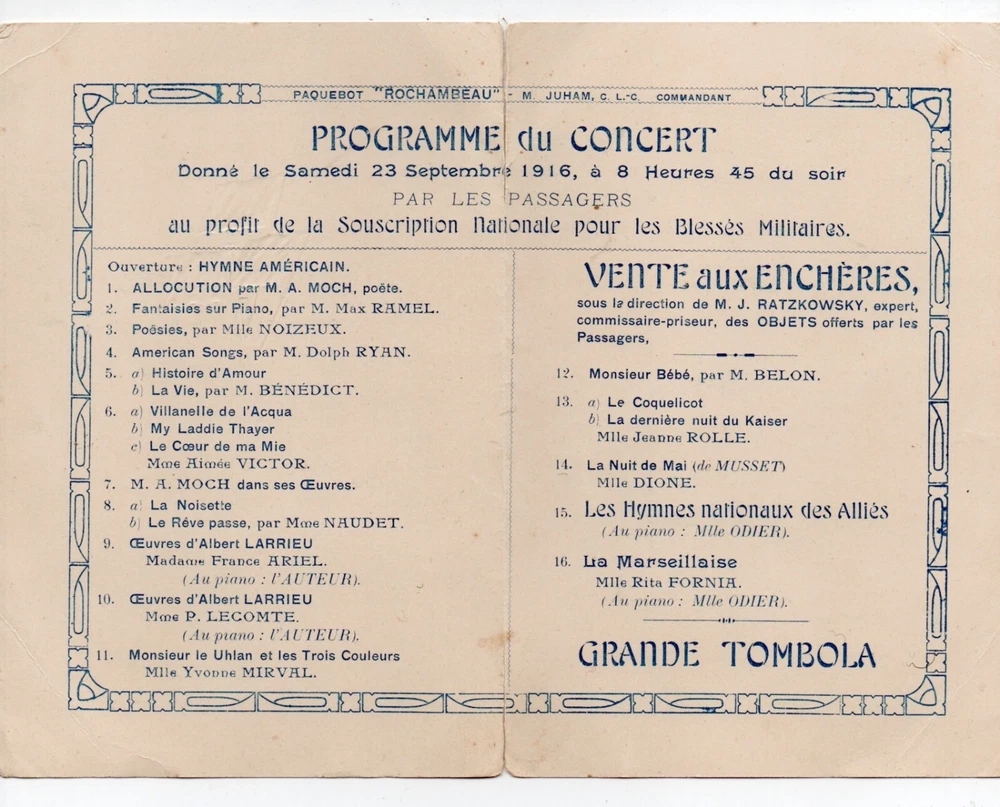 PAQUEBOT "ROCHAMBEAU" - M. JUHAM, C. L.-C. COMMANDANT
PROGRAMME du CONCERT
Donné le Samedi 23 Septembre 1916, à 8 Heures 45 du soir
PAR LES PASSAGERS
au profit de la Souscription Nationale pour les Blessés Militaires.
Ouverture : HYMNE AMÉRICAIN.
1. ALLOCUTION par M. A. MOCH, poëte.
2. Fantaisies sur Piano, par M. Max RAMEL.
3. Poësies, par Mlle NOIZEUX.
4. American Songs, par M. Dolph RYAN.
5. a) Histoire d'Amour
b) La Vie, par M. BÉNÉDICT.
6. a) Villanelle de l'Acqua
b) My Laddie Thayer
c) Le Cœur de ma Mie
Mme Aimée VICTOR.
7. M. A. MOCH dans ses Œuvres.
8. a) La Noisette
b) Le Rêve passe, par Mme NAUDET.
9. Œuvres d'Albert LARRIEU
Madame France ARIEL.
(Au piano : l'AUTEUR).
10. Œuvres d'Albert LARRIEU
Mme P. LECOMTE.
(Au piano : l'AUTEUR).
11. Monsieur le Uhlan et les Trois Couleurs
Mlle Yvonne MIRVAL.
VENTE aux ENCHÈRES,
sous la direction de M. J. RATZKOWSKY, expert,
commissaire-priseur, des OBJETS offerts par les
Passagers,
12. Monsieur Bébé, par M. BELON.
13. a) Le Coquelicot
b) La dernière nuit du Kaiser
Mlle Jeanne ROLLE.
14. La Nuit de Mai (de MUSSET)
Mlle DIONE.
15. Les Hymnes nationaux des Alliés
(Au piano : Mlle ODIER).
16. La Marseillaise
Mlle Rita FORNIA.
(Au piano : Mlle ODIER).
GRANDE TOMBOLA